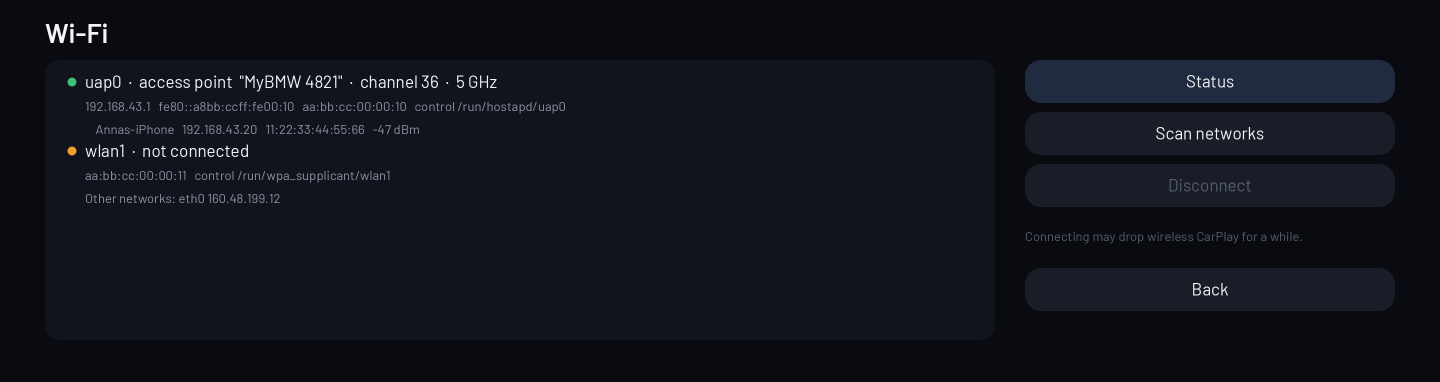 Wi-Fi
uap0 · access point "MyBMW 4821" · channel 36 · 5 GHz
192.168.43.1 fe80::a8bb:ccff:fe00:10 aa:bb:cc:00:00:10 control /run/hostapd/uap0
Annas-iPhone 192.168.43.20 11:22:33:44:55:66 -47 dBm
wlan1 · not connected
aa:bb:cc:00:00:11 control /run/wpa_supplicant/wlan1
Other networks: eth0 160.48.199.12
Status
Scan networks
Disconnect
Connecting may drop wireless CarPlay for a while.
Back